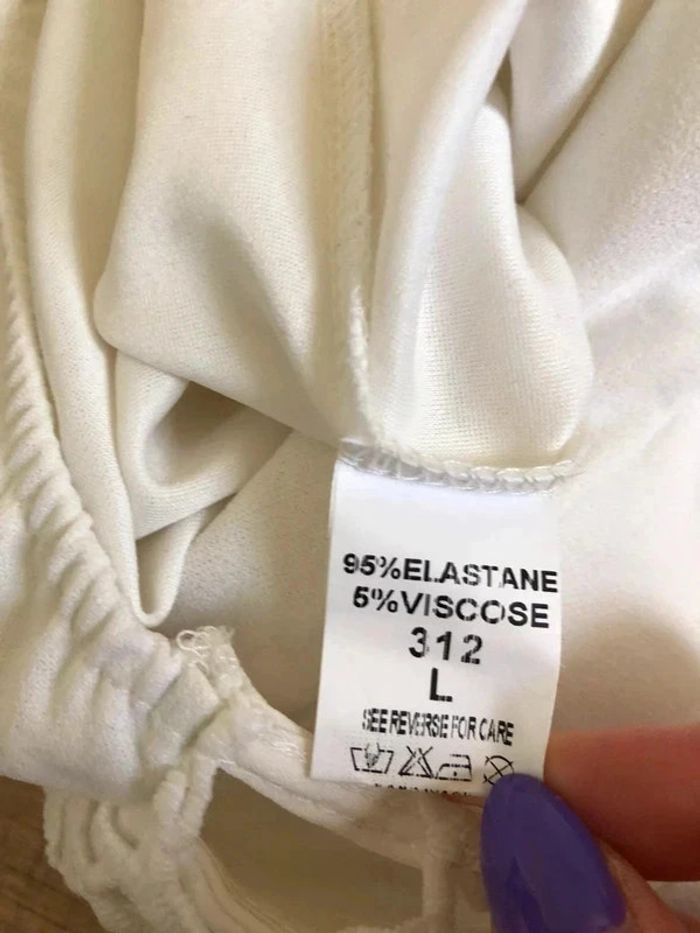 95%ELASTANE
5%VISCOSE
312
L
SEE REVERSE FOR CARE